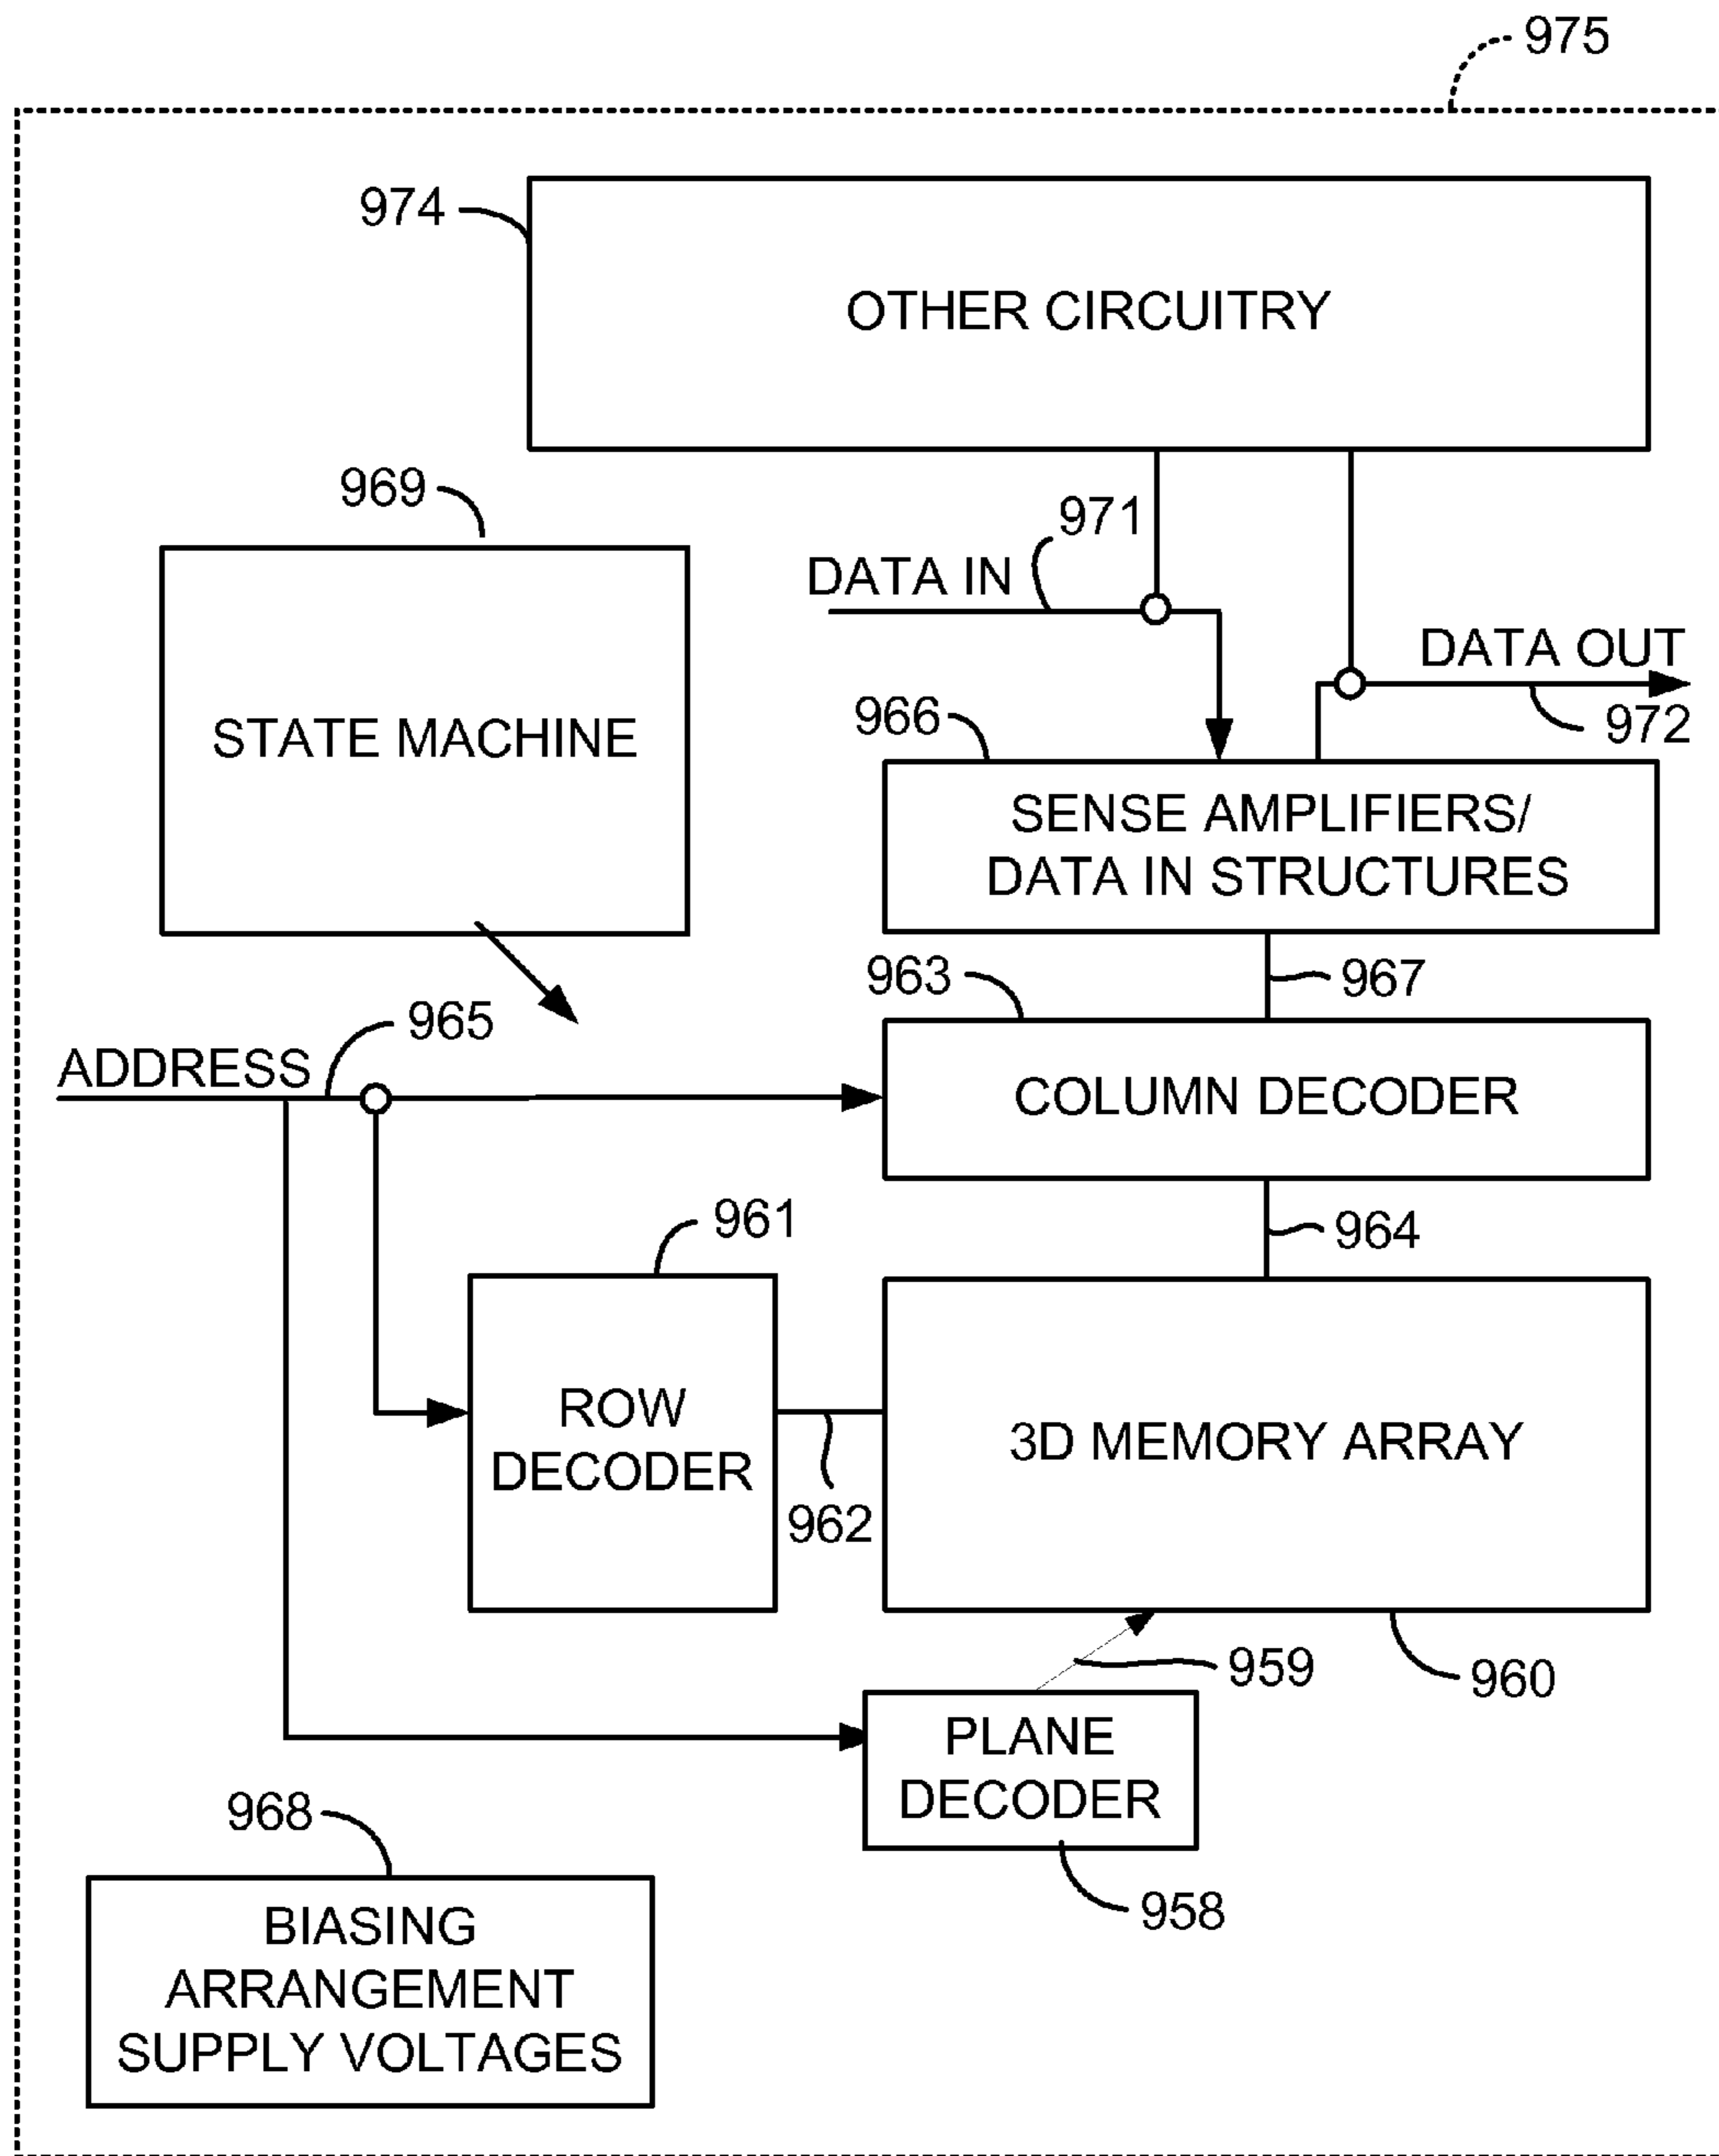 975
974
OTHER CIRCUITRY
969
971
DATA IN
DATA OUT
972
STATE MACHINE
966
SENSE AMPLIFIERS/
DATA IN STRUCTURES
967
963
965
ADDRESS
COLUMN DECODER
964
961
ROW
DECODER
962
3D MEMORY ARRAY
959
960
PLANE
DECODER
958
968
BIASING
ARRANGEMENT
SUPPLY VOLTAGES